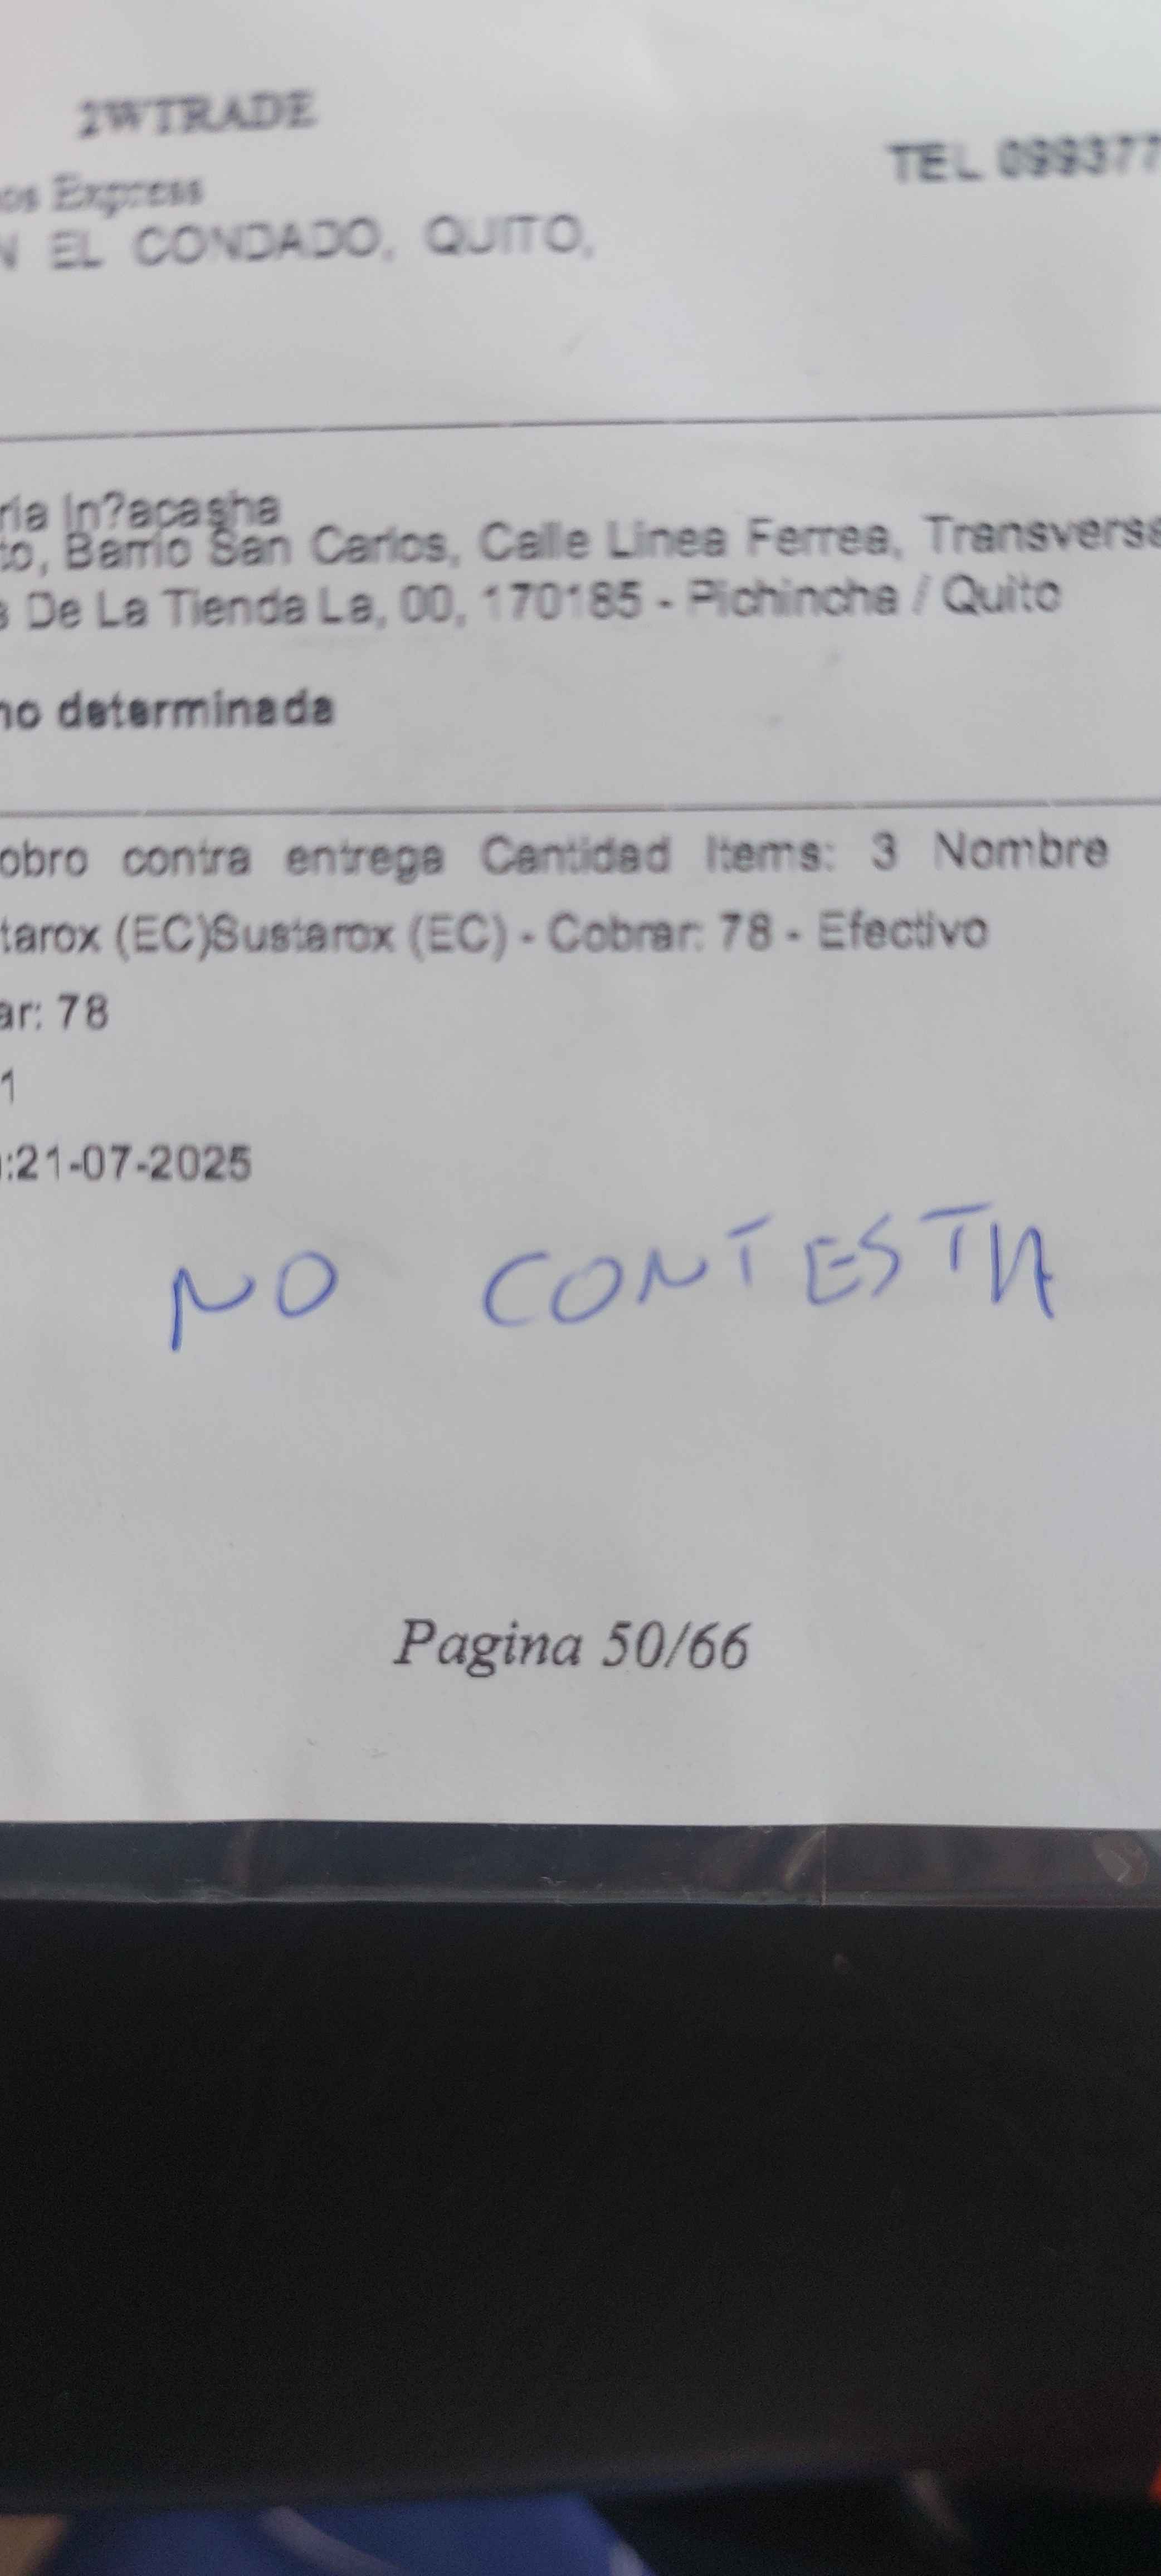 2WTRADE
TEL 099377
os Express
N EL CONDADO, QUITO,
ria In?acasha
to, Barrio San Carlos, Calle Linea Ferrea, Transversa
s De La Tienda La, 00, 170185 - Pichincha / Quito
no determinada
obro contra entrega Cantidad Items: 3 Nombre
tarox (EC)Sustarox (EC) - Cobrar: 78 - Efectivo
ar: 78
1
:21-07-2025
NO CONTESTA
Pagina 50/66